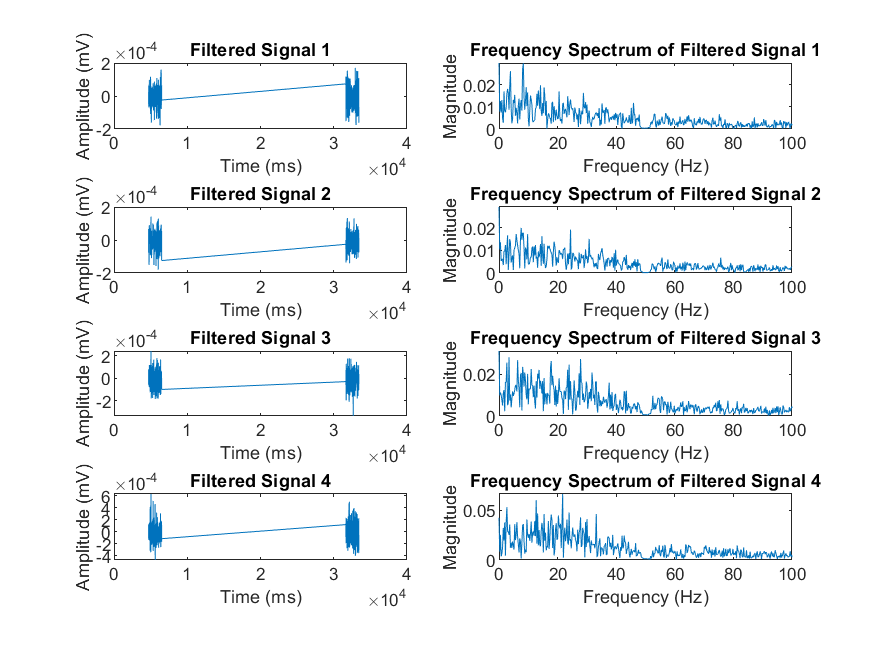 Filtered Signal 1
×10-4
Amplitude (mV)
2
0
-2
0 1 2 3 4
Time (ms)
×104
Frequency Spectrum of Filtered Signal 1
Magnitude
0.02
0.01
0
0 20 40 60 80 100
Frequency (Hz)
Filtered Signal 2
×10-4
Amplitude (mV)
2
0
-2
0 1 2 3 4
Time (ms)
×104
Frequency Spectrum of Filtered Signal 2
Magnitude
0.02
0.01
0
0 20 40 60 80 100
Frequency (Hz)
Filtered Signal 3
×10-4
Amplitude (mV)
2
0
-2
0 1 2 3 4
Time (ms)
×104
Frequency Spectrum of Filtered Signal 3
Magnitude
0.02
0
0 20 40 60 80 100
Frequency (Hz)
Filtered Signal 4
×10-4
Amplitude (mV)
6
4
2
0
-2
-4
0 1 2 3 4
Time (ms)
×104
Frequency Spectrum of Filtered Signal 4
Magnitude
0.05
0
0 20 40 60 80 100
Frequency (Hz)